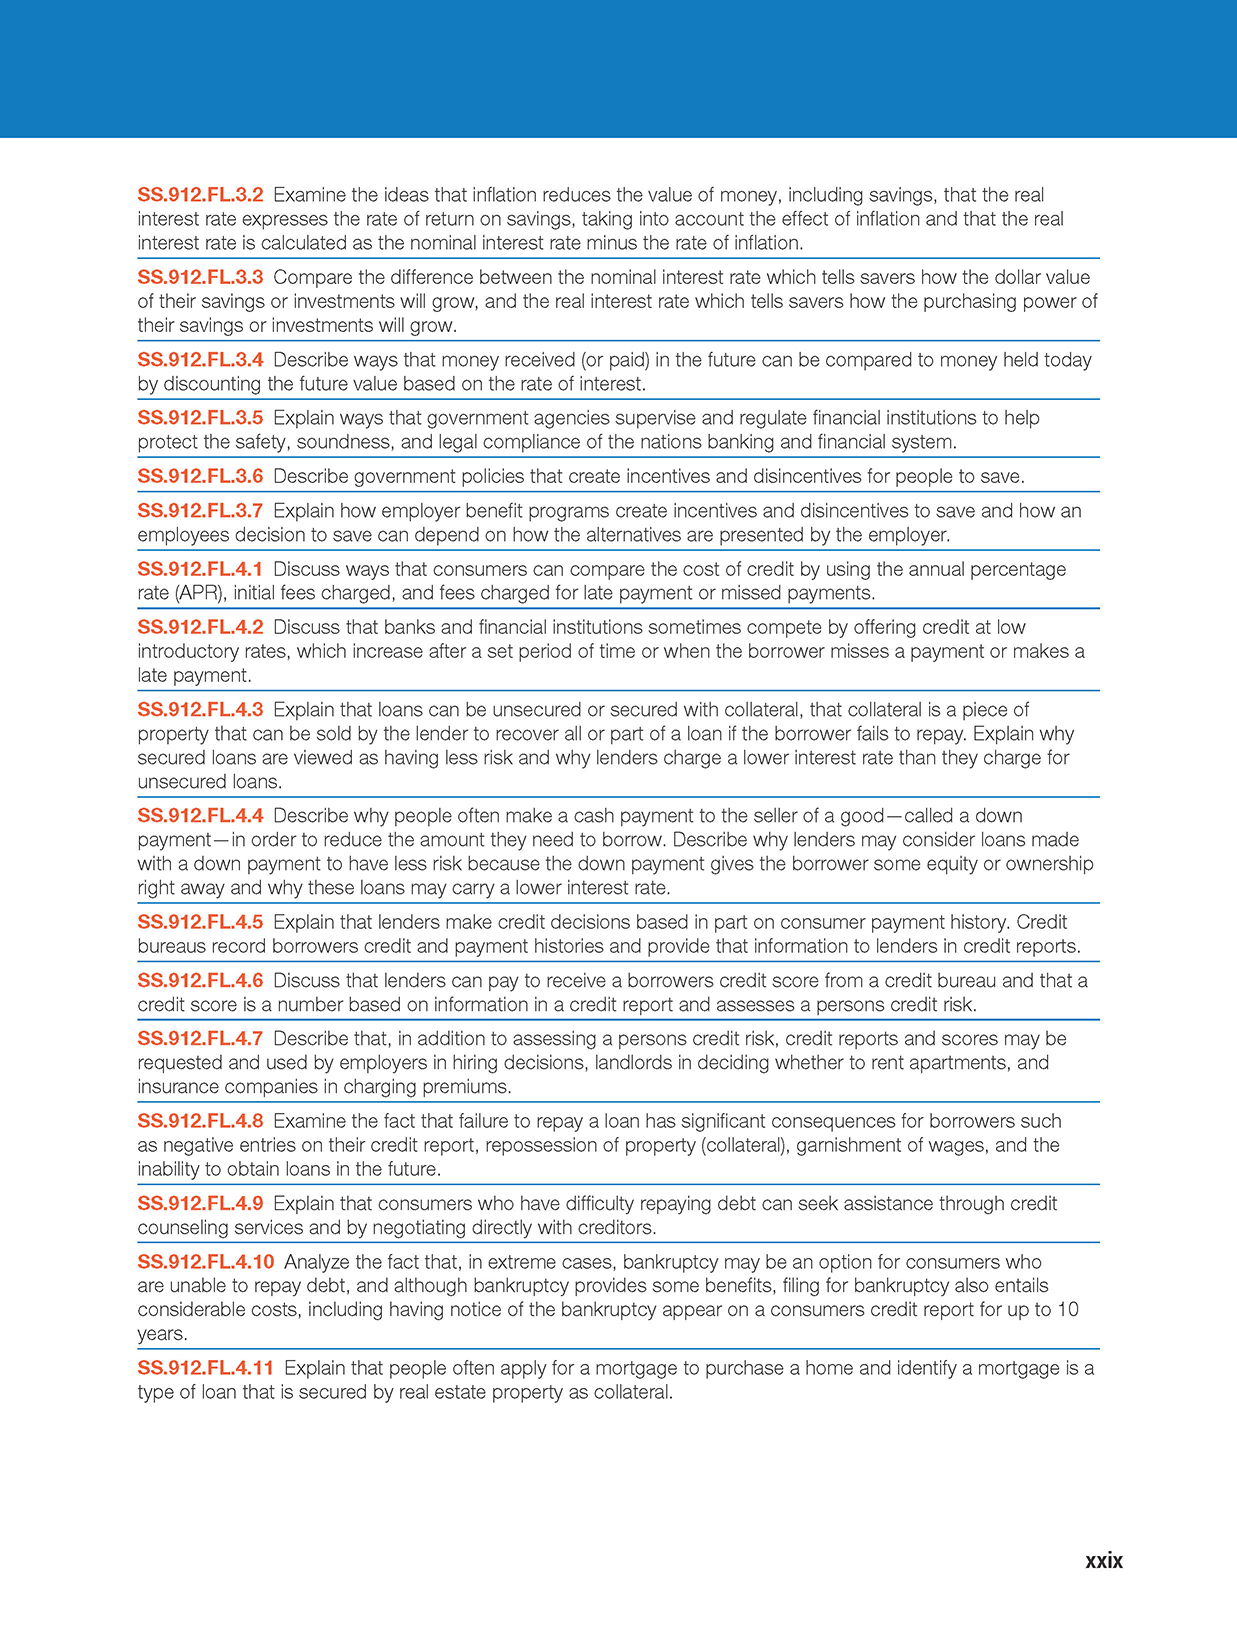 SS.912.FL.3.2 Examine the ideas that inflation reduces the value of money, including savings, that the real
interest rate expresses the rate of return on savings, taking into account the effect of inflation and that the real
interest rate is calculated as the nominal interest rate minus the rate of inflation.
SS.912.FL.3.3 Compare the difference between the nominal interest rate which tells savers how the dollar value
of their savings or investments will grow, and the real interest rate which tells savers how the purchasing power of
their savings or investments will grow.
SS.912.FL.3.4 Describe ways that money received (or paid) in the future can be compared to money held today
by discounting the future value based on the rate of interest.
SS.912.FL.3.5 Explain ways that government agencies supervise and regulate financial institutions to help
protect the safety, soundness, and legal compliance of the nations banking and financial system.
SS.912.FL.3.6 Describe government policies that create incentives and disincentives for people to save.
SS.912.FL.3.7 Explain how employer benefit programs create incentives and disincentives to save and how an
employees decision to save can depend on how the alternatives are presented by the employer.
SS.912.FL.4.1 Discuss ways that consumers can compare the cost of credit by using the annual percentage
rate (APR), initial fees charged, and fees charged for late payment or missed payments.
SS.912.FL.4.2 Discuss that banks and financial institutions sometimes compete by offering credit at low
introductory rates, which increase after a set period of time or when the borrower misses a payment or makes a
late payment.
SS.912.FL.4.3 Explain that loans can be unsecured or secured with collateral, that collateral is a piece of
property that can be sold by the lender to recover all or part of a loan if the borrower fails to repay. Explain why
secured loans are viewed as having less risk and why lenders charge a lower interest rate than they charge for
unsecured loans.
SS.912.FL.4.4 Describe why people often make a cash payment to the seller of a good—called a down
payment—in order to reduce the amount they need to borrow. Describe why lenders may consider loans made
with a down payment to have less risk because the down payment gives the borrower some equity or ownership
right away and why these loans may carry a lower interest rate.
SS.912.FL.4.5 Explain that lenders make credit decisions based in part on consumer payment history. Credit
bureaus record borrowers credit and payment histories and provide that information to lenders in credit reports.
SS.912.FL.4.6 Discuss that lenders can pay to receive a borrowers credit score from a credit bureau and that a
credit score is a number based on information in a credit report and assesses a persons credit risk.
SS.912.FL.4.7 Describe that, in addition to assessing a persons credit risk, credit reports and scores may be
requested and used by employers in hiring decisions, landlords in deciding whether to rent apartments, and
insurance companies in charging premiums.
SS.912.FL.4.8 Examine the fact that failure to repay a loan has significant consequences for borrowers such
as negative entries on their credit report, repossession of property (collateral), garnishment of wages, and the
inability to obtain loans in the future.
SS.912.FL.4.9 Explain that consumers who have difficulty repaying debt can seek assistance through credit
counseling services and by negotiating directly with creditors.
SS.912.FL.4.10 Analyze the fact that, in extreme cases, bankruptcy may be an option for consumers who
are unable to repay debt, and although bankruptcy provides some benefits, filing for bankruptcy also entails
considerable costs, including having notice of the bankruptcy appear on a consumers credit report for up to 10
years.
SS.912.FL.4.11 Explain that people often apply for a mortgage to purchase a home and identify a mortgage is a
type of loan that is secured by real estate property as collateral.
xxix